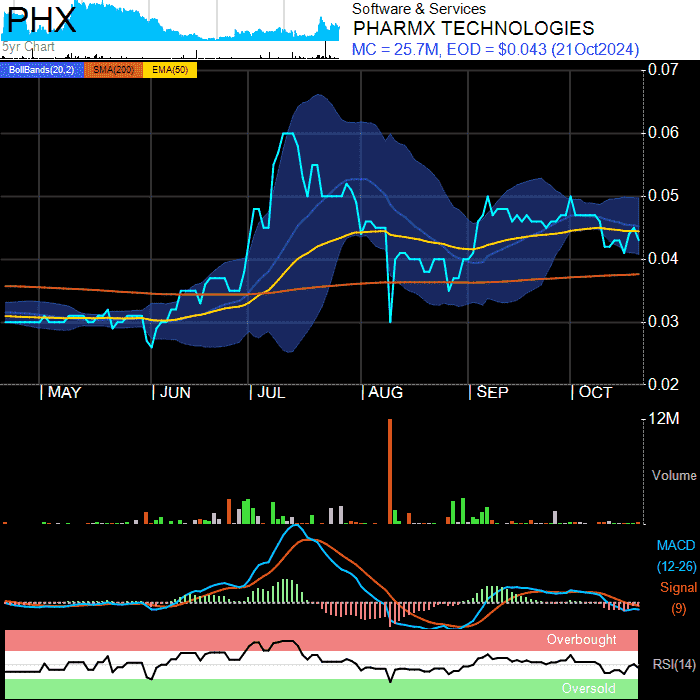 PHX
Software & Services
PHARMX TECHNOLOGIES
5yr Chart
MC = 25.7M, EOD = $0.043 (21Oct2024)
BollBands(20,2) SMA(200) EMA(50)
0.07
0.06
0.05
0.04
0.03
0.02
MAY JUN JUL AUG SEP OCT
12M
Volume
MACD
(12-26)
Signal
(9)
Overbought
RSI(14)
Oversold